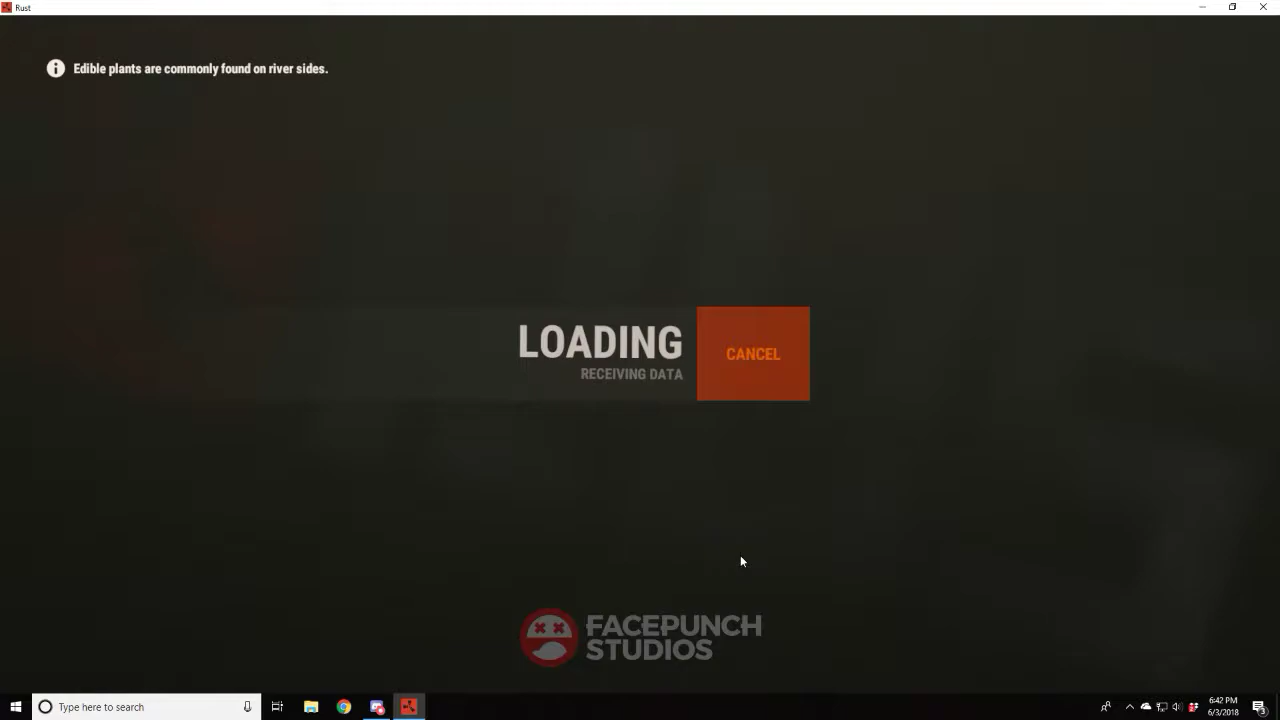 Rust
Edible plants are commonly found on river sides.
LOADING
RECEIVING DATA
CANCEL
FACEPUNCH
STUDIOS
Type here to search
6:42 PM
6/3/2018
3